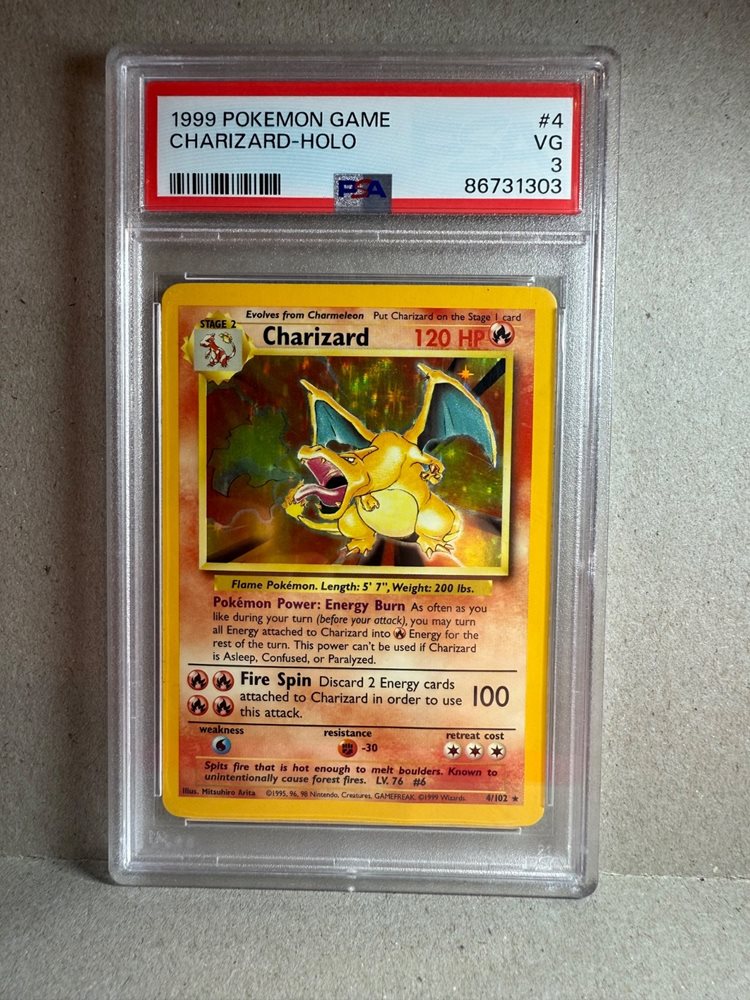 1999 POKEMON GAME #4
CHARIZARD-HOLO VG
3
86731303
PSA
Evolves from Charmeleon Put Charizard on the Stage 1 card
STAGE 2
Charizard 120 HP
Flame Pokémon. Length: 5' 7", Weight: 200 lbs.
Pokémon Power: Energy Burn As often as you
like during your turn (before your attack), you may turn
all Energy attached to Charizard into Energy for the
rest of the turn. This power can't be used if Charizard
is Asleep, Confused, or Paralyzed.
Fire Spin Discard 2 Energy cards
attached to Charizard in order to use 100
this attack.
weakness resistance retreat cost
-30
Spits fire that is hot enough to melt boulders. Known to
unintentionally cause forest fires. LV. 76 #6
Illus. Mitsuhiro Arita ©1995, 96, 98 Nintendo, Creatures, GAMEFREAK. ©1999 Wizards. 4/102 ★